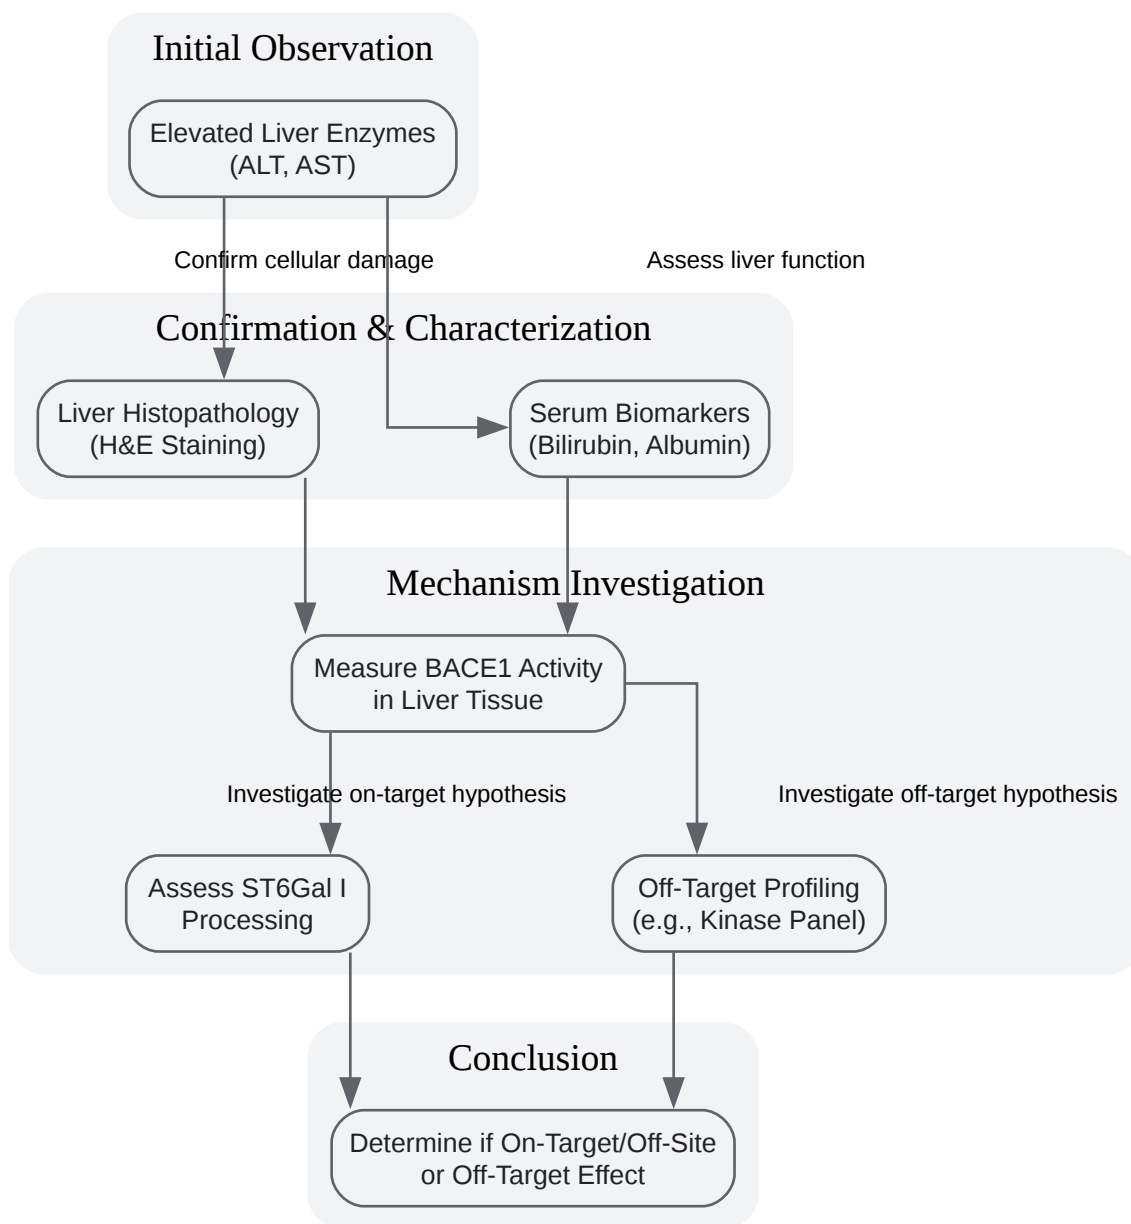 Initial Observation
Elevated Liver Enzymes
(ALT, AST)
Confirm cellular damage
Assess liver function
Confirmation & Characterization
Liver Histopathology
(H&E Staining)
Serum Biomarkers
(Bilirubin, Albumin)
Mechanism Investigation
Measure BACE1 Activity
in Liver Tissue
Investigate on-target hypothesis
Investigate off-target hypothesis
Assess ST6Gal I
Processing
Off-Target Profiling
(e.g., Kinase Panel)
Conclusion
Determine if On-Target/Off-Site
or Off-Target Effect